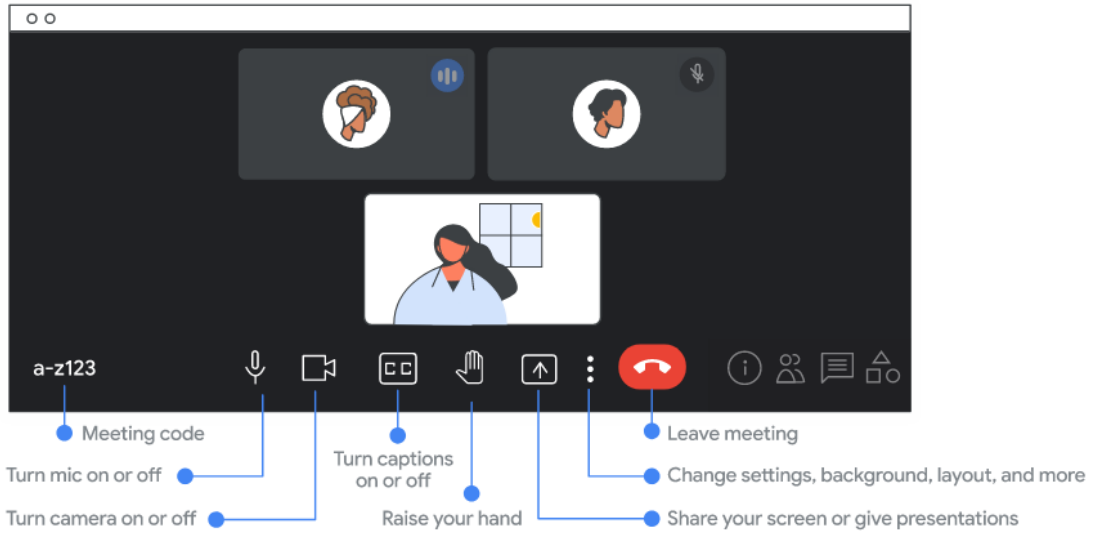 a-z123
CC
Meeting code
Leave meeting
Turn mic on or off
Turn captions
on or off
Change settings, background, layout, and more
Turn camera on or off
Raise your hand
Share your screen or give presentations